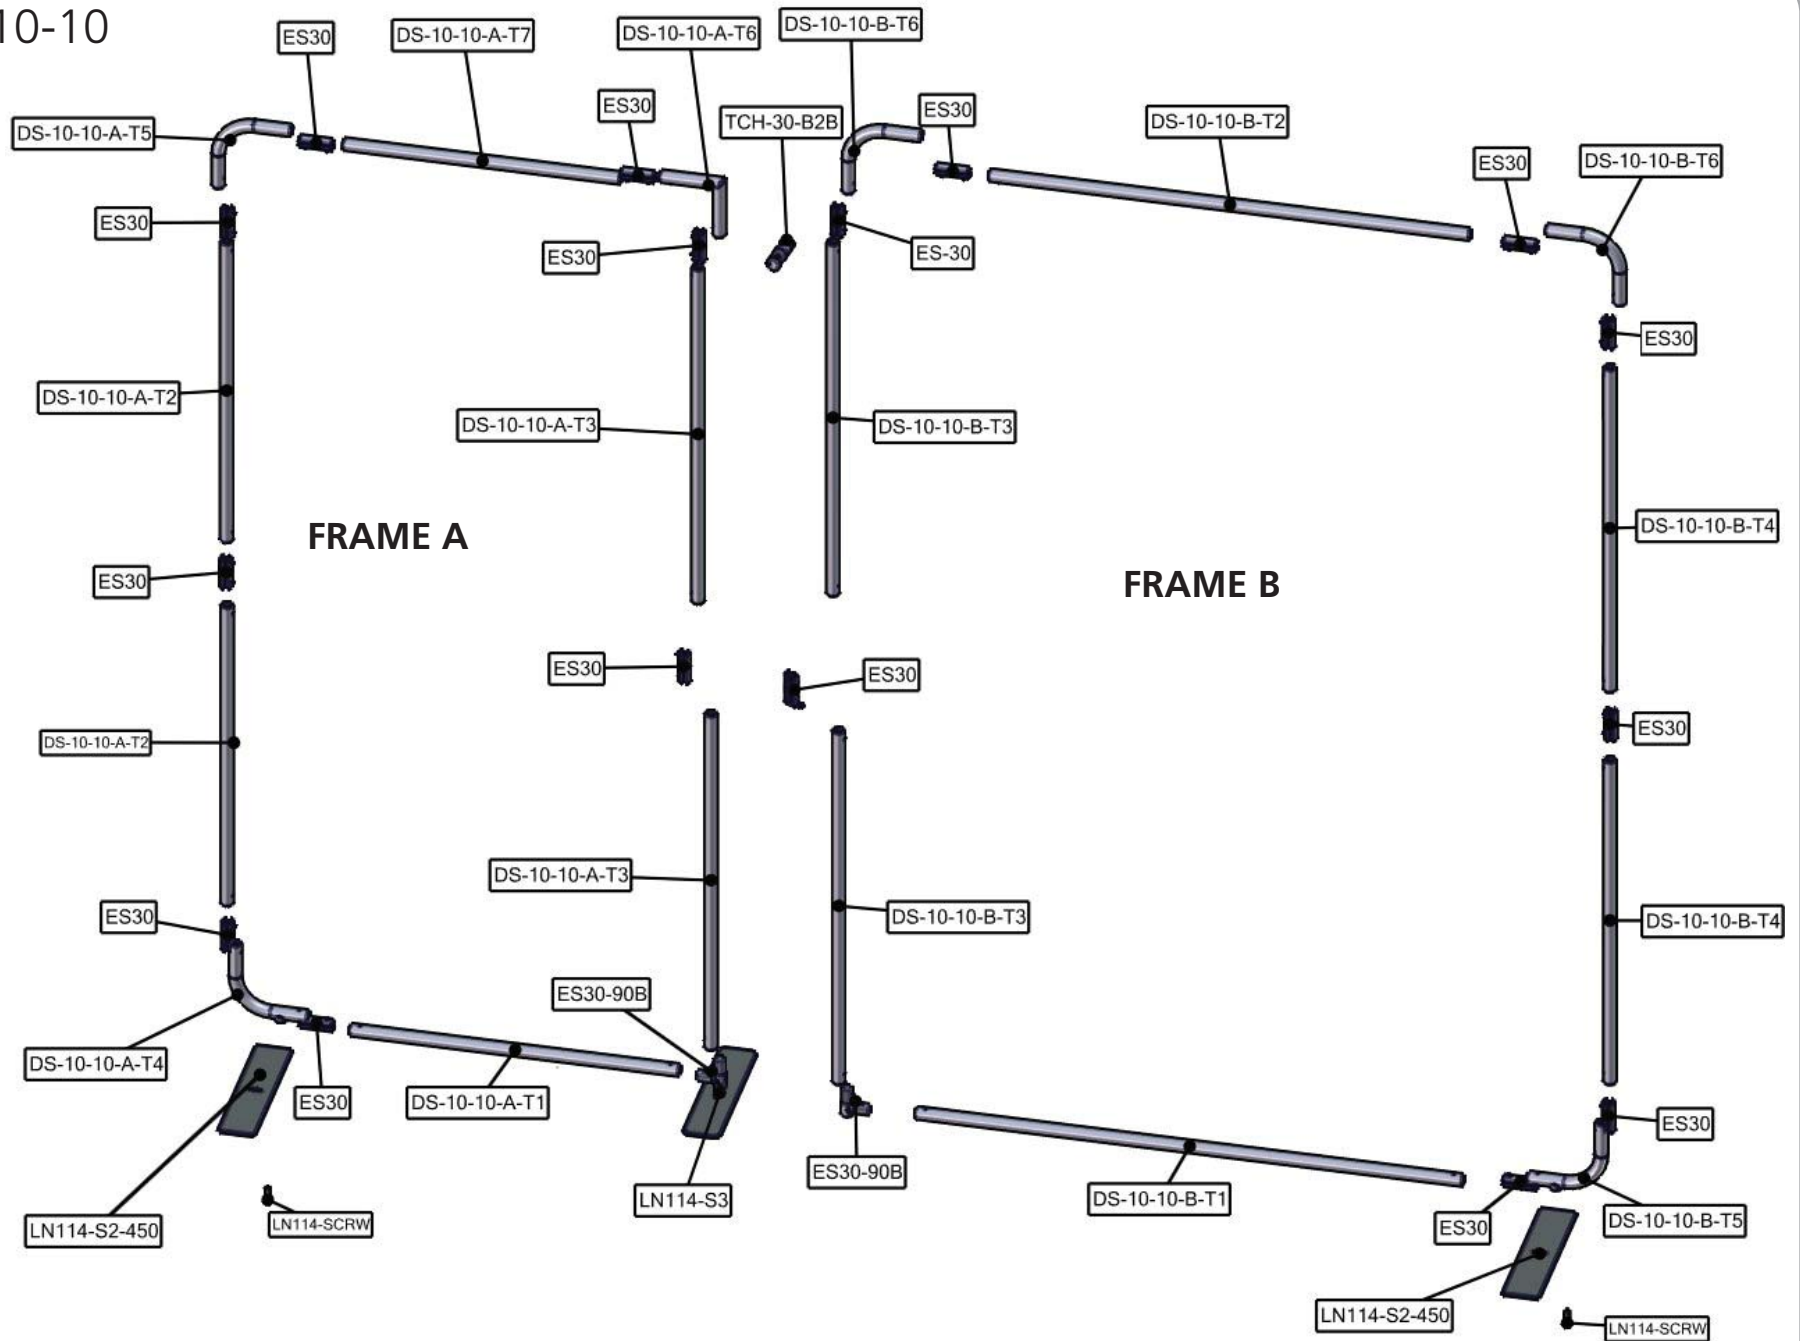 10-10
ES30
DS-10-10-A-T7
DS-10-10-A-T6
DS-10-10-B-T6
DS-10-10-A-T5
ES30
TCH-30-B2B
ES30
DS-10-10-B-T2
ES30
DS-10-10-B-T6
ES30
ES30
ES-30
ES30
DS-10-10-A-T2
DS-10-10-A-T3
DS-10-10-B-T3
FRAME A
DS-10-10-B-T4
ES30
FRAME B
ES30
ES30
ES30
DS-10-10-A-T2
DS-10-10-A-T3
ES30
DS-10-10-B-T3
DS-10-10-B-T4
ES30-90B
DS-10-10-A-T4
ES30
DS-10-10-A-T1
ES30
ES30-90B
LN114-S3
DS-10-10-B-T1
LN114-S2-450
LN114-SCRW
ES30
DS-10-10-B-T5
LN114-S2-450
LN114-SCRW